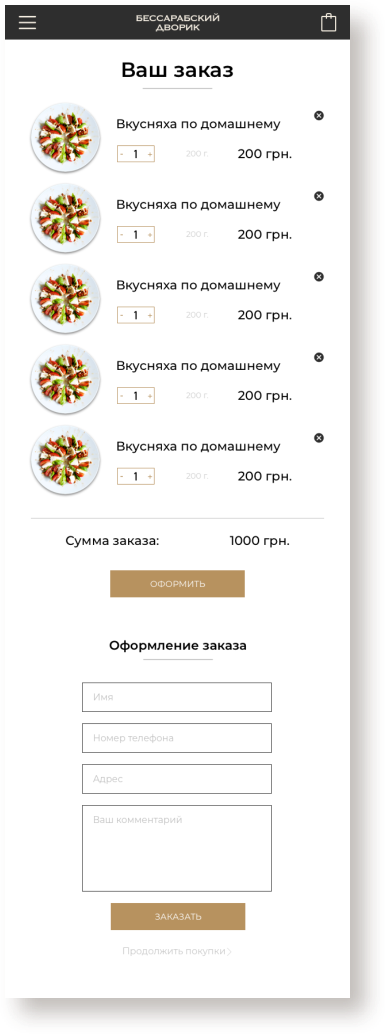 БЕССАРАБСКИЙ
ДВОРИК
Ваш заказ
Вкусняха по домашнему
- 1 + 200 г. 200 грн.
Вкусняха по домашнему
- 1 + 200 г. 200 грн.
Вкусняха по домашнему
- 1 + 200 г. 200 грн.
Вкусняха по домашнему
- 1 + 200 г. 200 грн.
Вкусняха по домашнему
- 1 + 200 г. 200 грн.
Сумма заказа: 1000 грн.
ОФОРМИТЬ
Оформление заказа
Имя
Номер телефона
Адрес
Ваш комментарий
ЗАКАЗАТЬ
Продолжить покупки